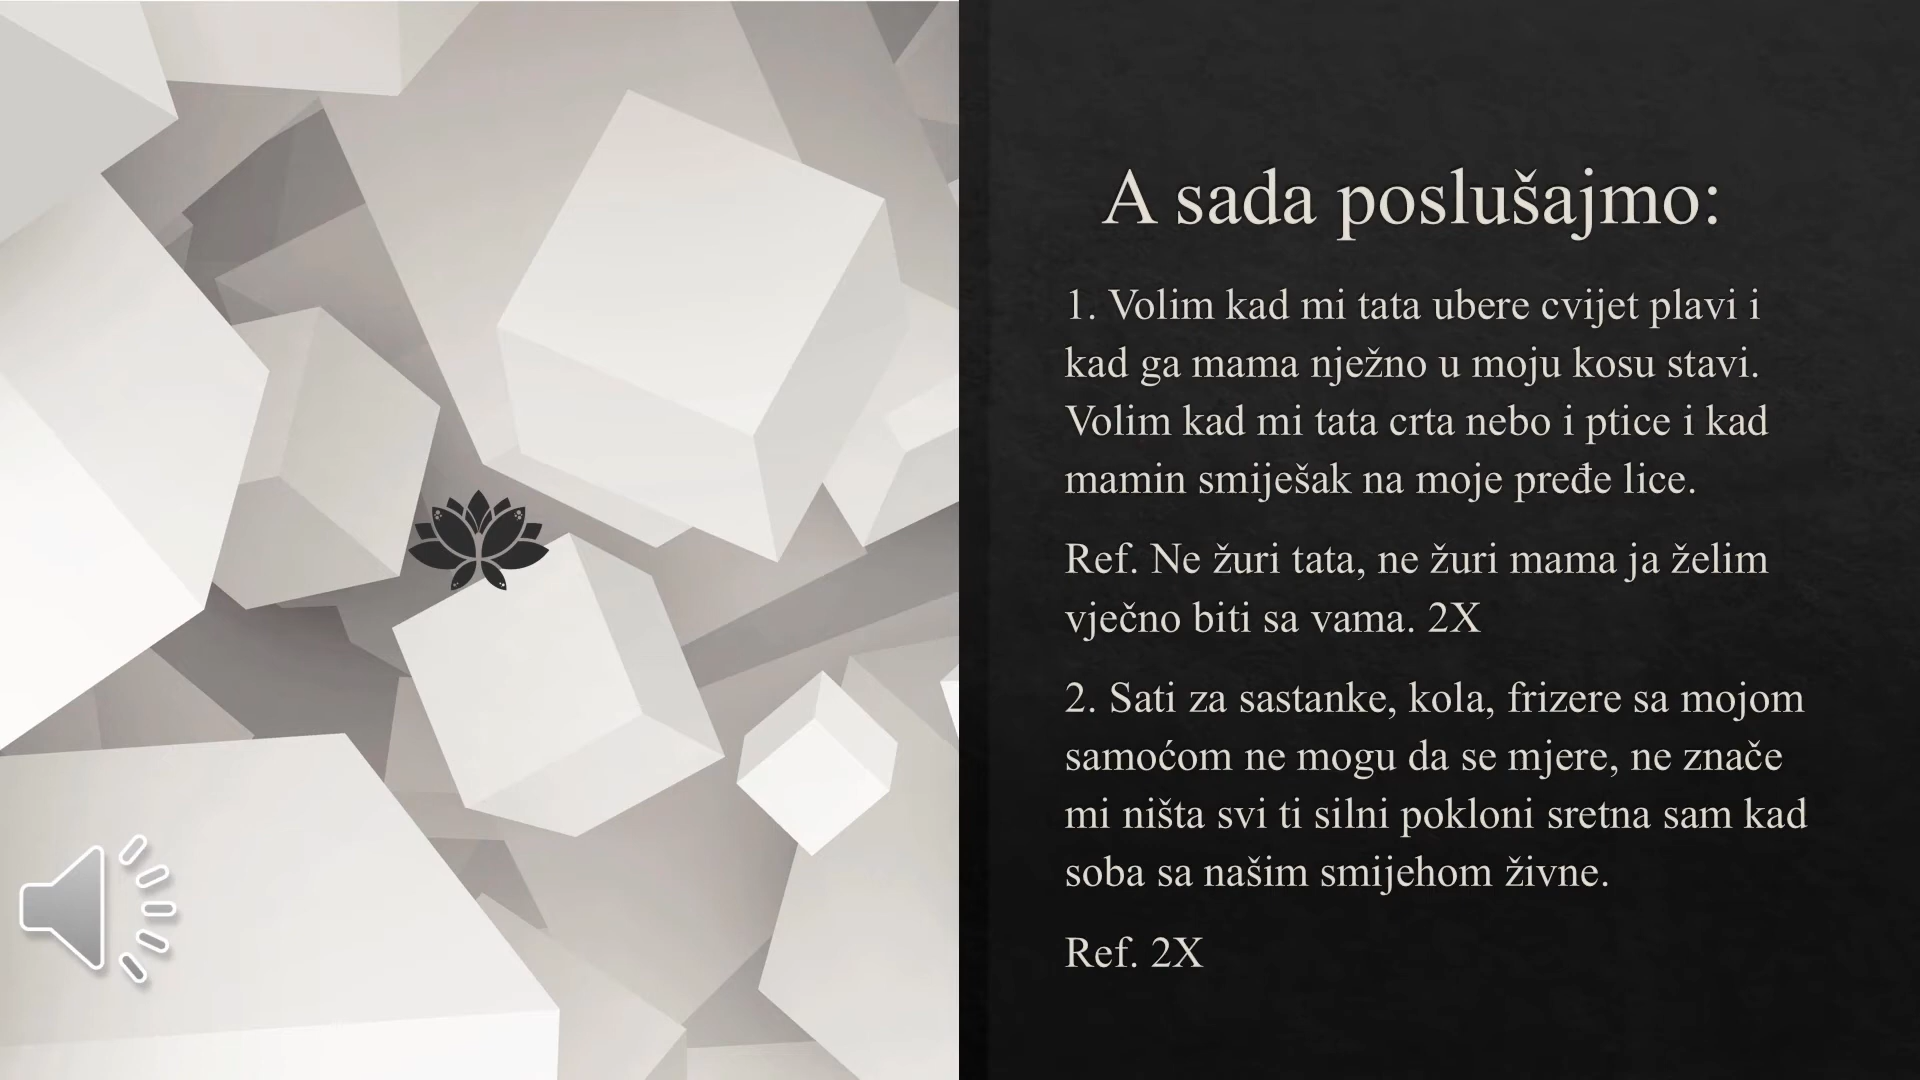 A sada poslušajmo:
1. Volim kad mi tata ubere cvijet plavi i
kad ga mama nježno u moju kosu stavi.
Volim kad mi tata crta nebo i ptice i kad
mamin smiješak na moje pređe lice.
Ref. Ne žuri tata, ne žuri mama ja želim
vječno biti sa vama. 2X
2. Sati za sastanke, kola, frizere sa mojom
samoćom ne mogu da se mjere, ne znače
mi ništa svi ti silni pokloni sretna sam kad
soba sa našim smijehom živne.
Ref. 2X